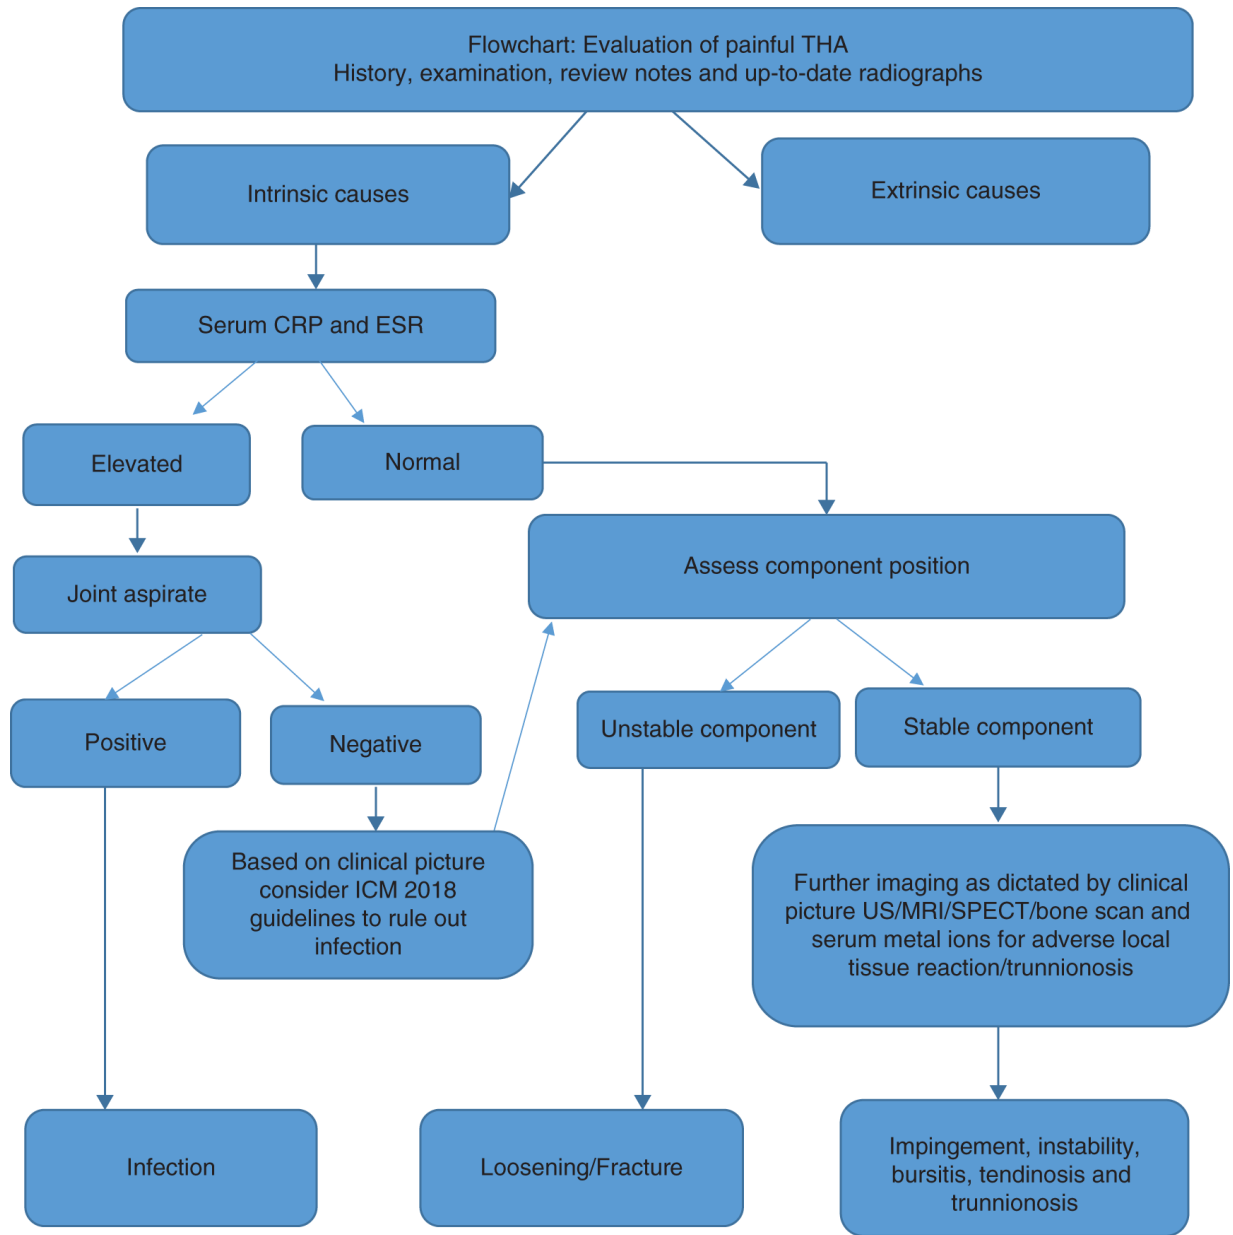 Flowchart: Evaluation of painful THA
History, examination, review notes and up-to-date radiographs
Intrinsic causes
Extrinsic causes
Serum CRP and ESR
Elevated
Normal
Assess component position
Joint aspirate
Positive
Negative
Unstable component
Stable component
Based on clinical picture
consider ICM 2018
guidelines to rule out
infection
Further imaging as dictated by clinical
picture US/MRI/SPECT/bone scan and
serum metal ions for adverse local
tissue reaction/trunnionosis
Infection
Loosening/Fracture
Impingement, instability,
bursitis, tendinosis and
trunnionosis